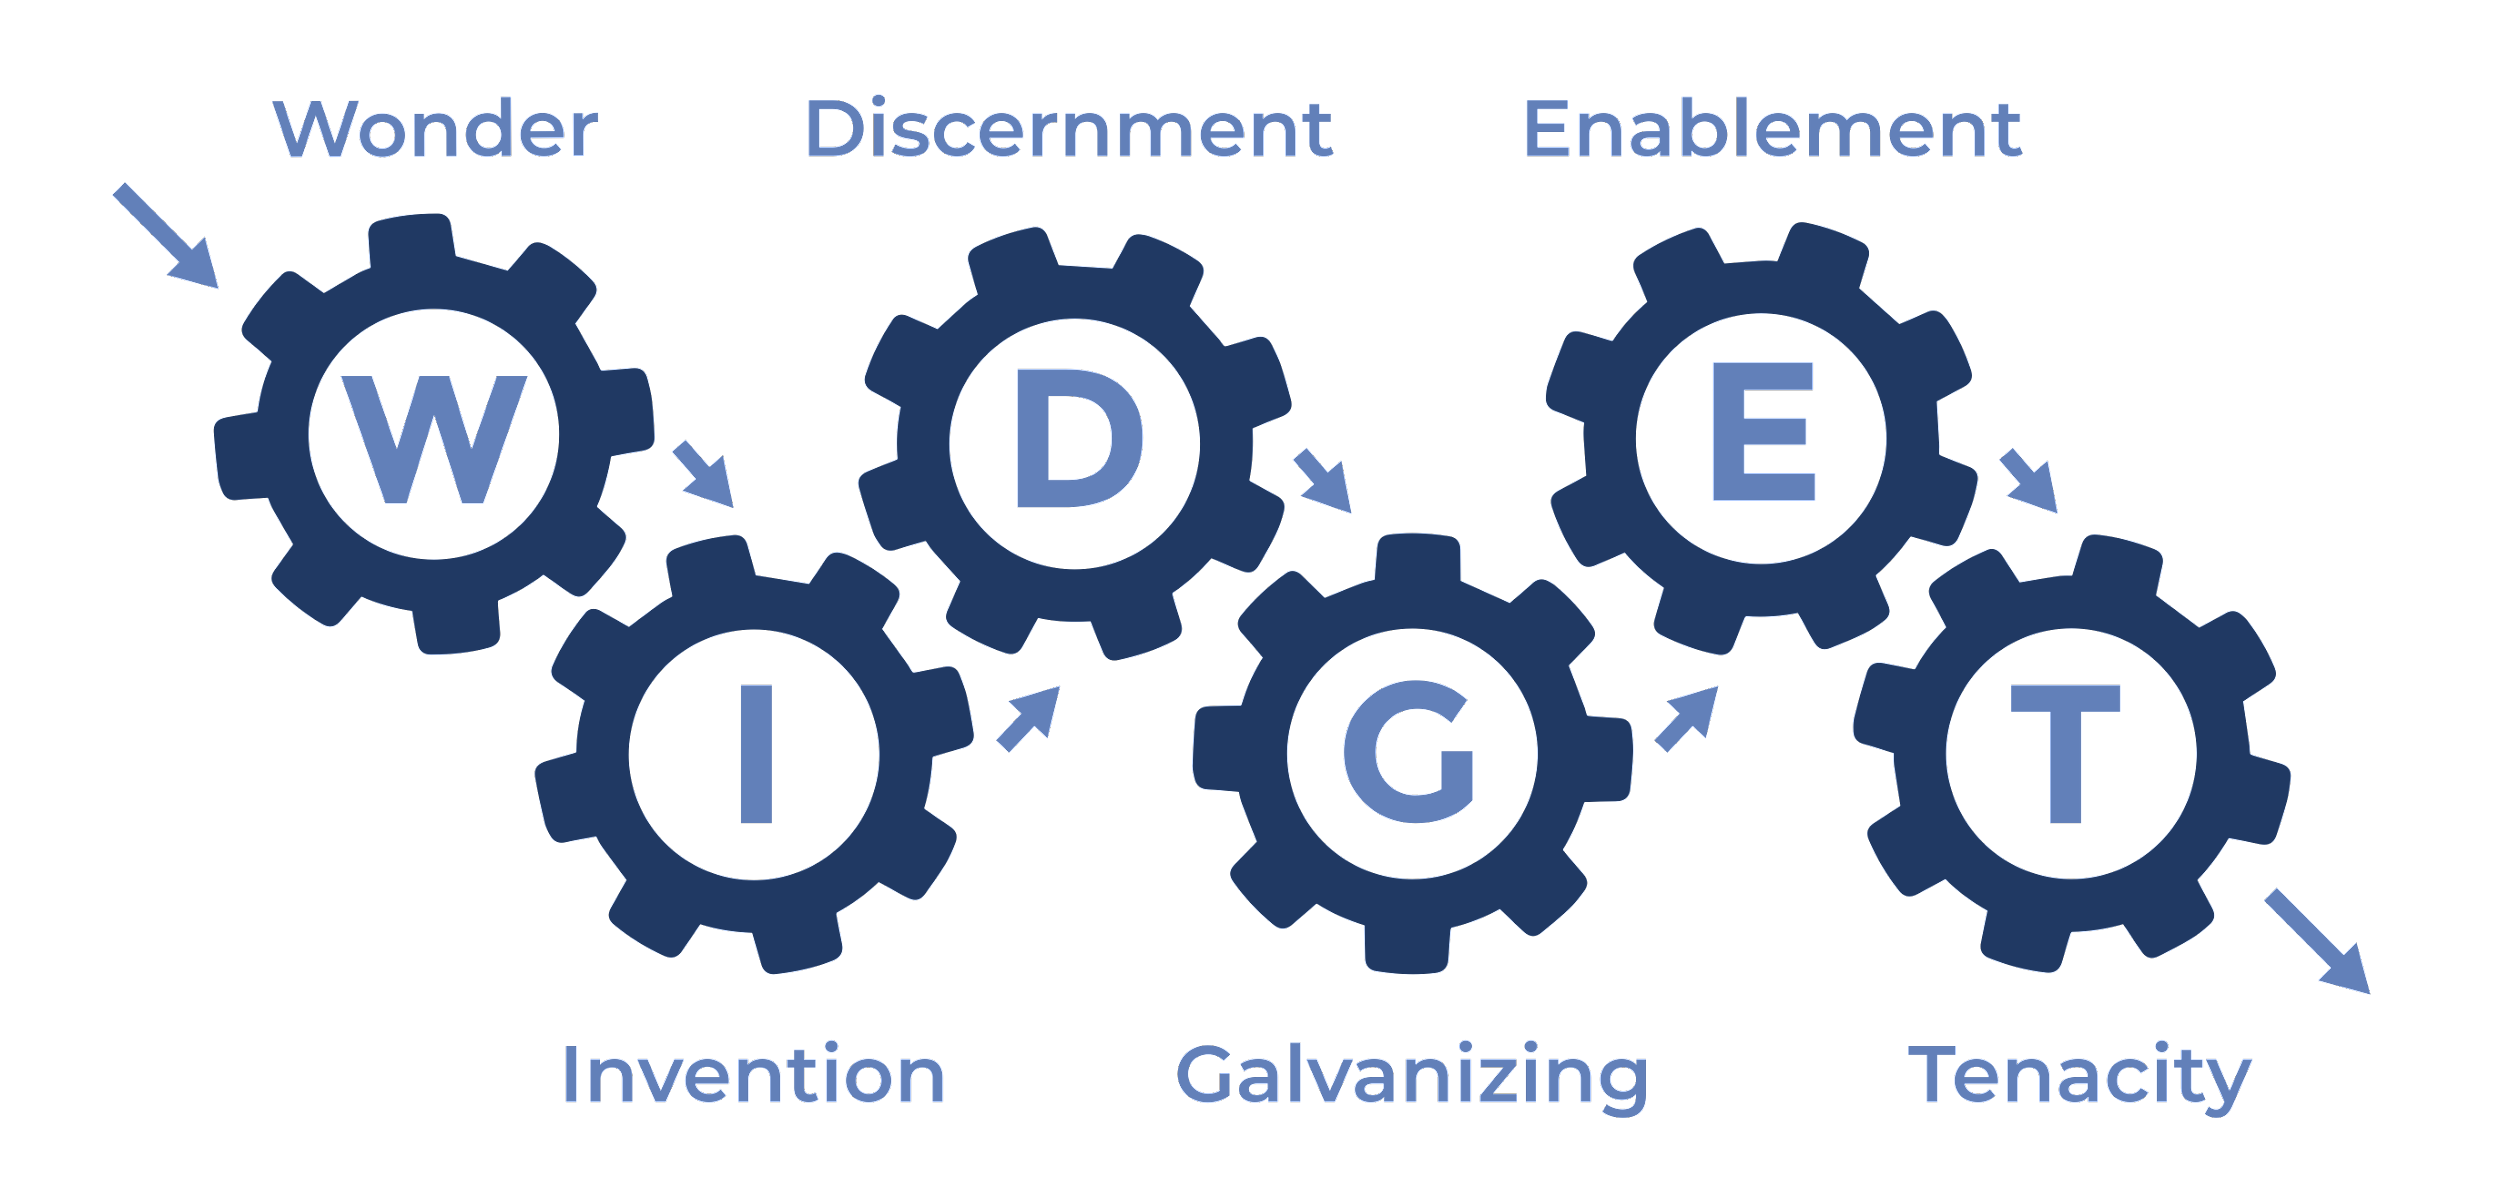 Wonder Discernment Enablement
W D E
I G T
Invention Galvanizing Tenacity